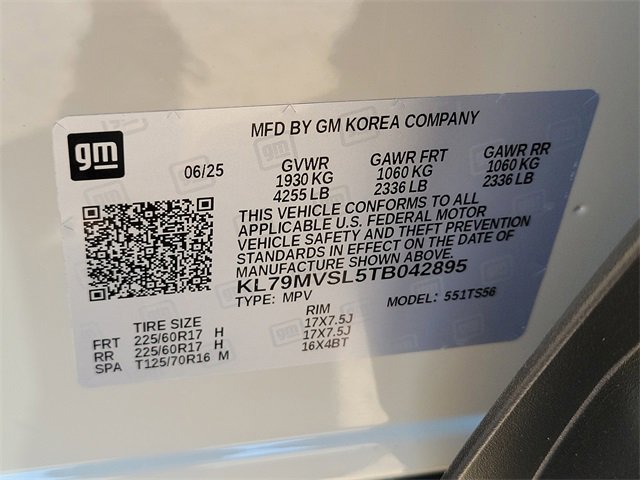 MFD BY GM KOREA COMPANY
gm
06/25
GVWR GAWR FRT GAWR RR
1930 KG 1060 KG 1060 KG
4255 LB 2336 LB 2336 LB
THIS VEHICLE CONFORMS TO ALL
APPLICABLE U.S. FEDERAL MOTOR
VEHICLE SAFETY AND THEFT PREVENTION
STANDARDS IN EFFECT ON THE DATE OF
MANUFACTURE SHOWN ABOVE.
KL79MVSL5TB042895
TYPE: MPV MODEL: 551TS56
TIRE SIZE RIM
FRT 225/60R17 H 17X7.5J
RR 225/60R17 H 17X7.5J
SPA T125/70R16 M 16X4BT